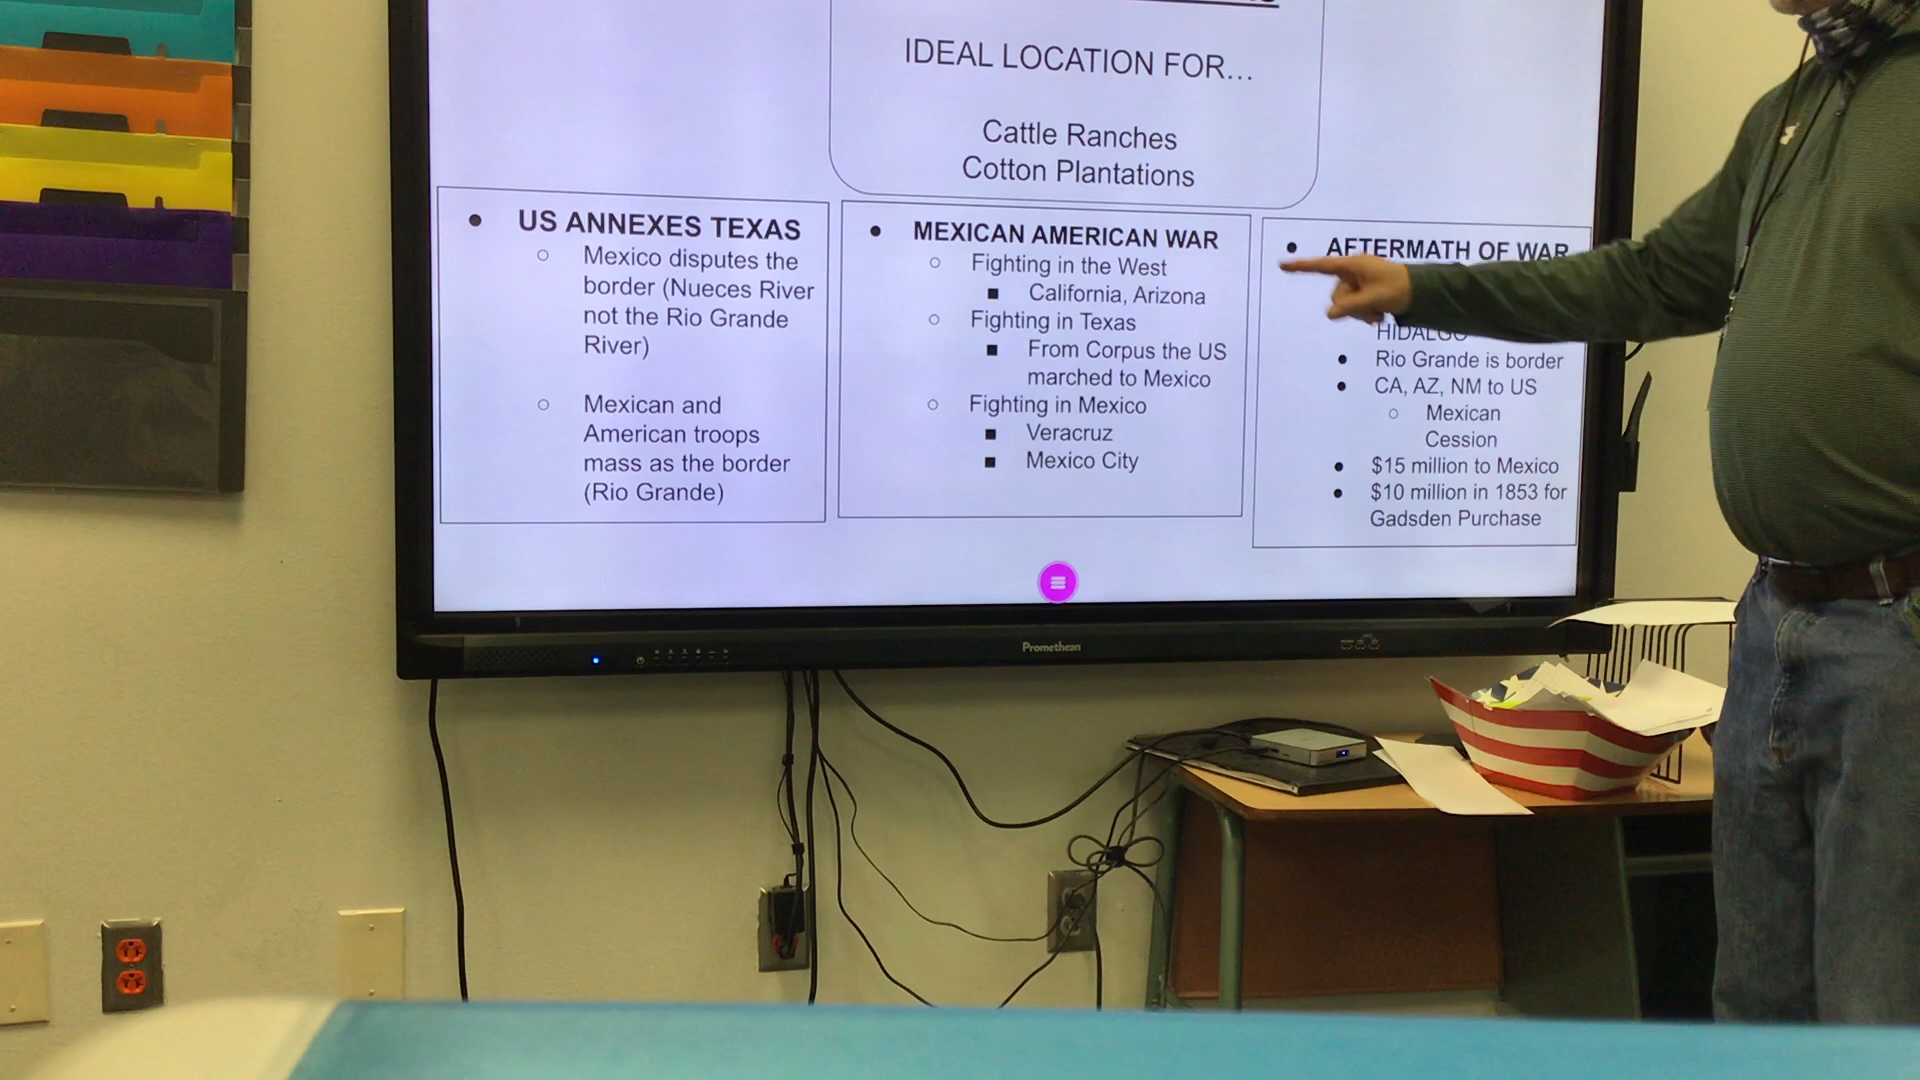 IDEAL LOCATION FOR...
Cattle Ranches
Cotton Plantations
● US ANNEXES TEXAS
○ Mexico disputes the
border (Nueces River
not the Rio Grande
River)
○ Mexican and
American troops
mass as the border
(Rio Grande)
● MEXICAN AMERICAN WAR
○ Fighting in the West
■ California, Arizona
○ Fighting in Texas
■ From Corpus the US
marched to Mexico
○ Fighting in Mexico
■ Veracruz
■ Mexico City
● AFTERMATH OF WAR
HIDALGO
● Rio Grande is border
● CA, AZ, NM to US
○ Mexican
Cession
● $15 million to Mexico
● $10 million in 1853 for
Gadsden Purchase
Promethean